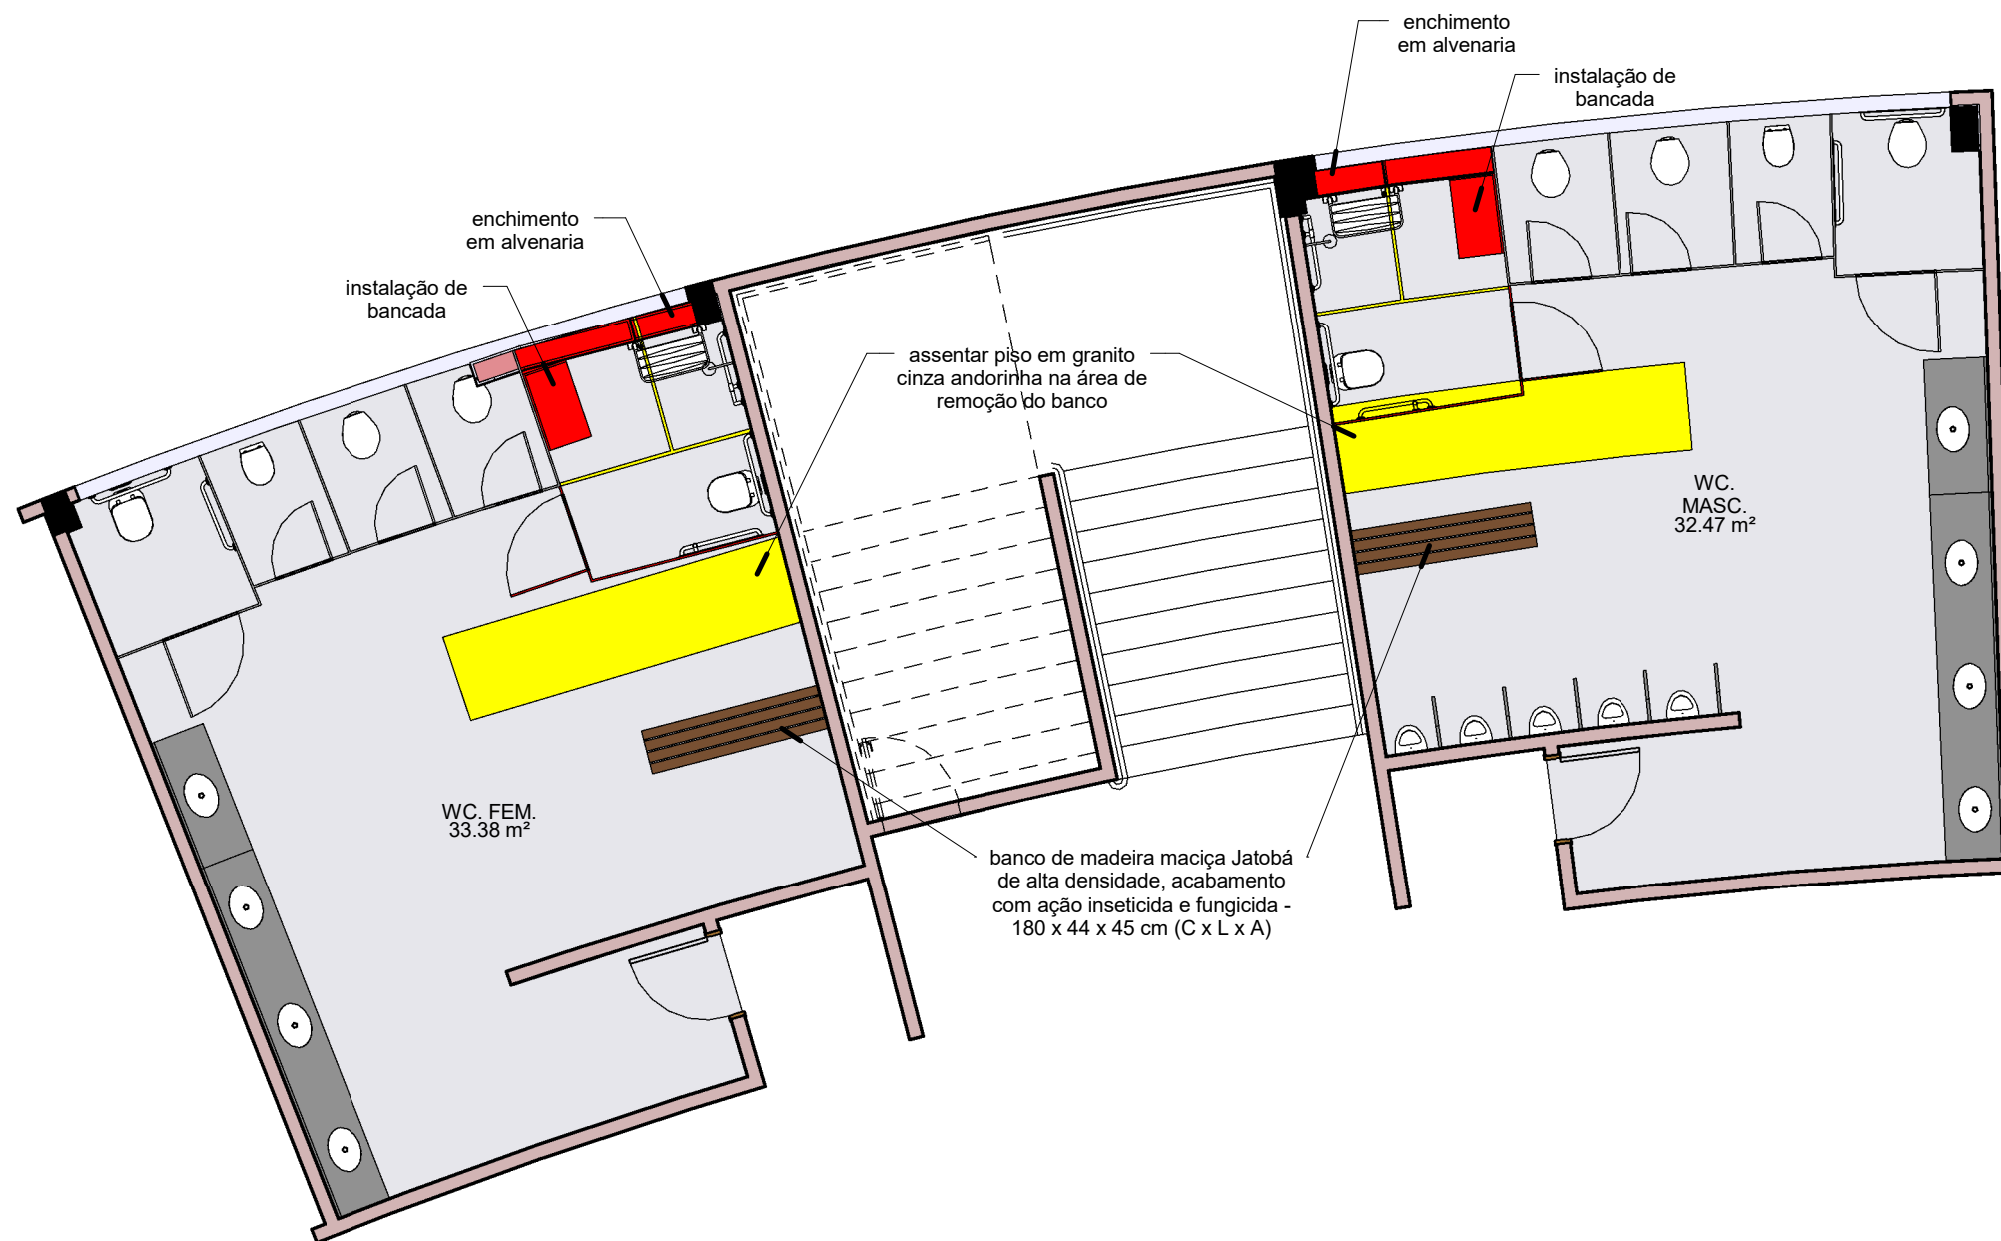 enchimento
em alvenaria
instalação de
bancada
enchimento
em alvenaria
instalação de
bancada
assentar piso em granito
cinza andorinha na área de
remoção do banco
WC.
MASC.
32.47 m²
WC. FEM.
33.38 m²
banco de madeira maciça Jatobá
de alta densidade, acabamento
com ação inseticida e fungicida -
180 x 44 x 45 cm (C x L x A)